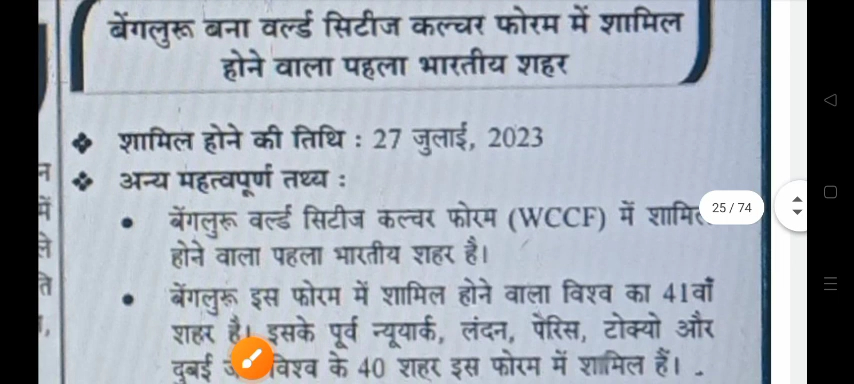 बेंगलुरू बना वर्ल्ड सिटीज कल्चर फोरम में शामिल
होने वाला पहला भारतीय शहर
❖ शामिल होने की तिथि : 27 जुलाई, 2023
❖ अन्य महत्वपूर्ण तथ्य :
• बेंगलुरू वर्ल्ड सिटीज कल्चर फोरम (WCCF) में
होने वाला पहला भारतीय शहर है।
• बेंगलुरू इस फोरम में शामिल होने वाला विश्व का 41वाँ
शहर है। इसके पूर्व न्यूयार्क, लंदन, पेरिस, टोक्यो और
दुबई विश्व के 40 शहर इस फोरम में शामिल हैं।
25 / 74